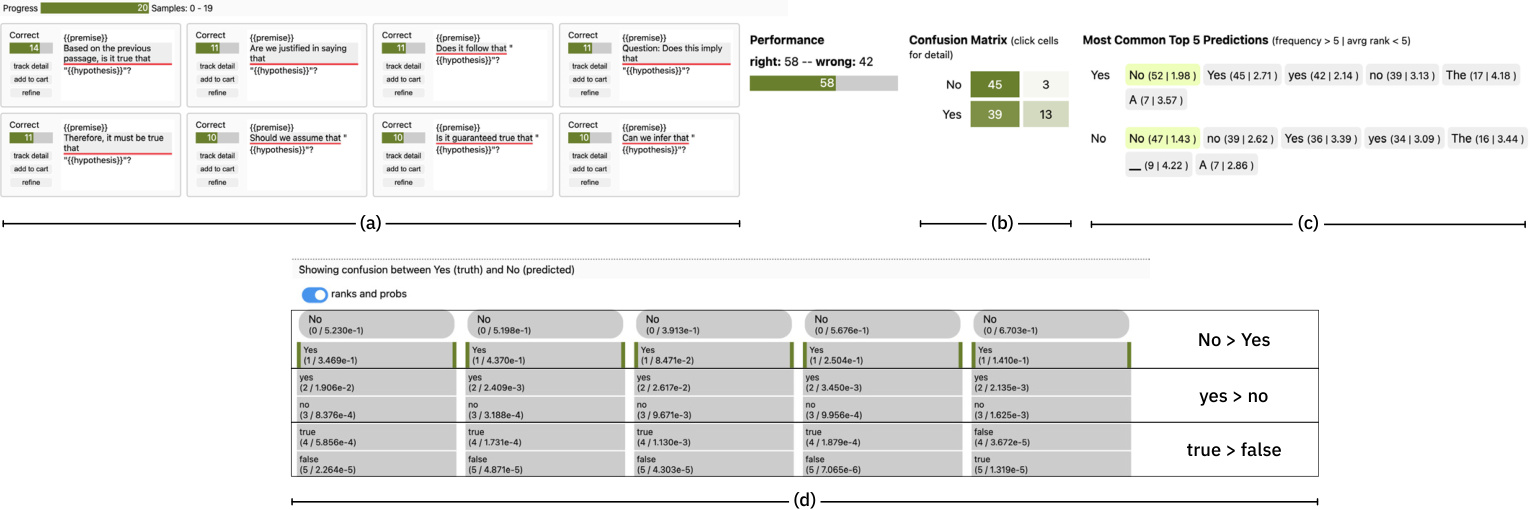 Progress 20 Samples: 0 - 19
Correct
14
track detail
add to cart
refine
{{premise}}
Based on the previous
passage, is it true that
"{{hypothesis}}"?
Correct
11
track detail
add to cart
refine
{{premise}}
Are we justified in saying
that
"{{hypothesis}}"?
Correct
11
track detail
add to cart
refine
{{premise}}
Does it follow that "
{{hypothesis}}"?
Correct
11
track detail
add to cart
refine
{{premise}}
Question: Does this imply
that
"{{hypothesis}}"?
Correct
11
track detail
add to cart
refine
{{premise}}
Therefore, it must be true
that
"{{hypothesis}}"?
Correct
10
track detail
add to cart
refine
{{premise}}
Should we assume that "
{{hypothesis}}"?
Correct
10
track detail
add to cart
refine
{{premise}}
Is it guaranteed true that "
{{hypothesis}}"?
Correct
10
track detail
add to cart
refine
{{premise}}
Can we infer that "
{{hypothesis}}"?
(a)
Performance
right: 58 -- wrong: 42
58
Confusion Matrix (click cells
for detail)
No 45 3
Yes 39 13
(b)
Most Common Top 5 Predictions (frequency > 5 | avrg rank < 5)
Yes No (52 | 1.98 ) Yes (45 | 2.71 ) yes (42 | 2.14 ) no (39 | 3.13 ) The (17 | 4.18 )
A (7 | 3.57 )
No No (47 | 1.43 ) no (39 | 2.62 ) Yes (36 | 3.39 ) yes (34 | 3.09 ) The (16 | 3.44 )
__ (9 | 4.22 ) A (7 | 2.86 )
(c)
Showing confusion between Yes (truth) and No (predicted)
ranks and probs
No No No No No
(0 / 5.230e-1) (0 / 5.198e-1) (0 / 3.913e-1) (0 / 5.676e-1) (0 / 6.703e-1)
Yes Yes Yes Yes Yes
(1 / 3.469e-1) (1 / 4.370e-1) (1 / 8.471e-2) (1 / 2.504e-1) (1 / 1.410e-1)
No > Yes
yes yes yes yes yes
(2 / 1.906e-2) (2 / 2.409e-3) (2 / 2.617e-2) (2 / 3.450e-3) (2 / 2.135e-3)
no no no no no
(3 / 8.376e-4) (3 / 3.188e-4) (3 / 9.671e-3) (3 / 9.956e-4) (3 / 1.625e-3)
yes > no
true true true true false
(4 / 5.856e-4) (4 / 1.731e-4) (4 / 1.130e-3) (4 / 1.879e-4) (4 / 3.672e-5)
false false false false true
(5 / 2.264e-5) (5 / 4.871e-5) (5 / 4.303e-5) (5 / 7.065e-6) (5 / 1.319e-5)
true > false
(d)